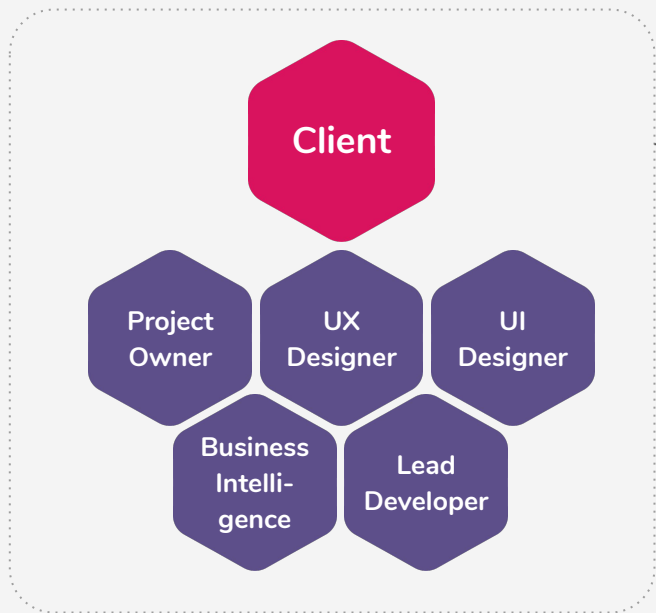 Client
Project
Owner
UX
Designer
UI
Designer
Business
Intelli-
gence
Lead
Developer